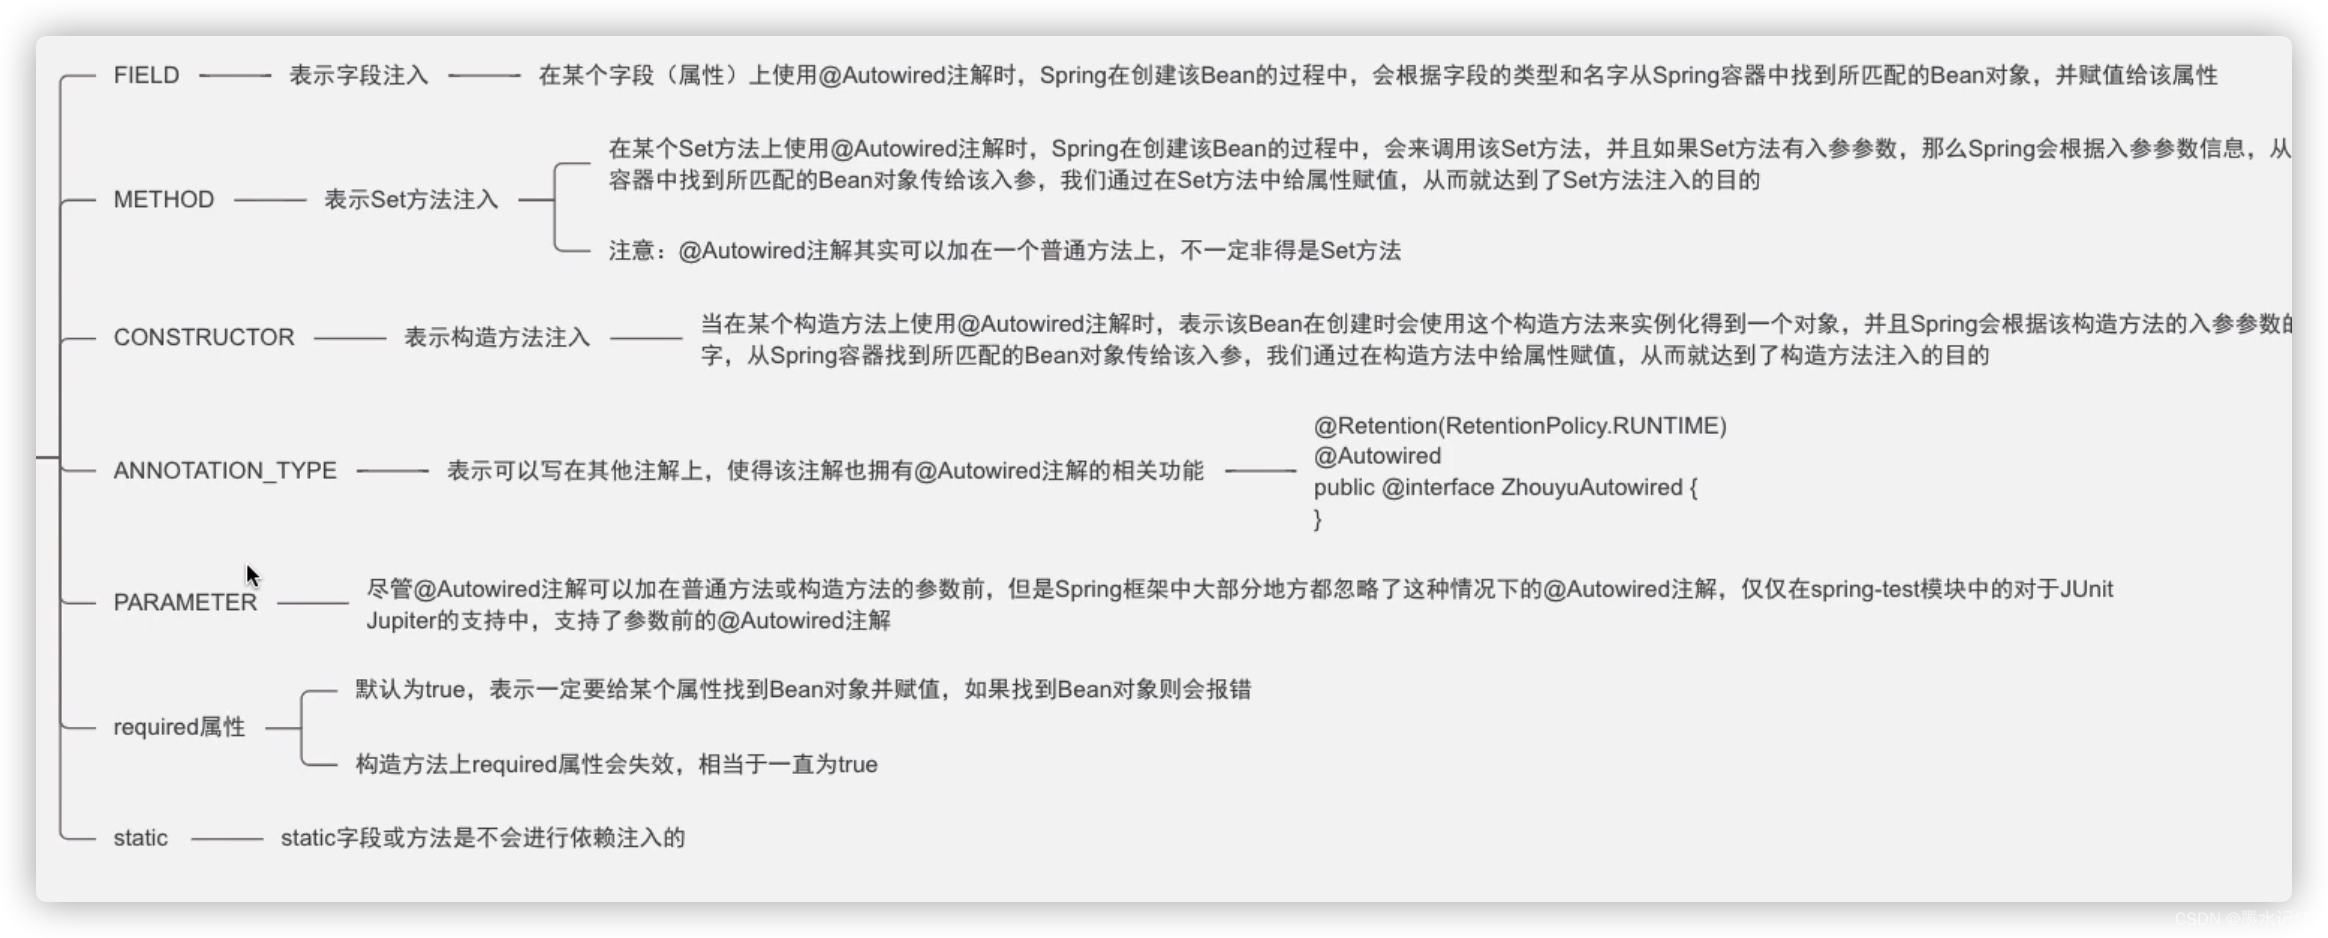 FIELD 表示字段注入 在某个字段（属性）上使用@Autowired注解时，Spring在创建该Bean的过程中，会根据字段的类型和名字从Spring容器中找到所匹配的Bean对象，并赋值给该属性
在某个Set方法上使用@Autowired注解时，Spring在创建该Bean的过程中，会来调用该Set方法，并且如果Set方法有入参参数，那么Spring会根据入参参数信息，从
METHOD 表示Set方法注入
容器中找到所匹配的Bean对象传给该入参，我们通过在Set方法中给属性赋值，从而就达到了Set方法注入的目的
注意：@Autowired注解其实可以加在一个普通方法上，不一定非得是Set方法
CONSTRUCTOR 表示构造方法注入
当在某个构造方法上使用@Autowired注解时，表示该Bean在创建时会使用这个构造方法来实例化得到一个对象，并且Spring会根据该构造方法的入参参数的
字，从Spring容器找到所匹配的Bean对象传给该入参，我们通过在构造方法中给属性赋值，从而就达到了构造方法注入的目的
ANNOTATION_TYPE 表示可以写在其他注解上，使得该注解也拥有@Autowired注解的相关功能
@Retention(RetentionPolicy.RUNTIME)
@Autowired
public @interface ZhouyuAutowired {
}
PARAMETER
尽管@Autowired注解可以加在普通方法或构造方法的参数前，但是Spring框架中大部分地方都忽略了这种情况下的@Autowired注解，仅仅在spring-test模块中的对于JUnit
Jupiter的支持中，支持了参数前的@Autowired注解
required属性
默认为true，表示一定要给某个属性找到Bean对象并赋值，如果找到Bean对象则会报错
构造方法上required属性会失效，相当于一直为true
static static字段或方法是不会进行依赖注入的
CSDN @墨水记忆